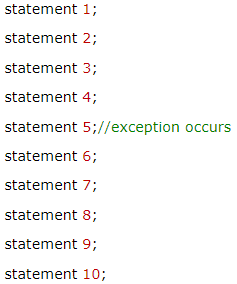 statement 1;
statement 2;
statement 3;
statement 4;
statement 5;//exception occurs
statement 6;
statement 7;
statement 8;
statement 9;
statement 10;